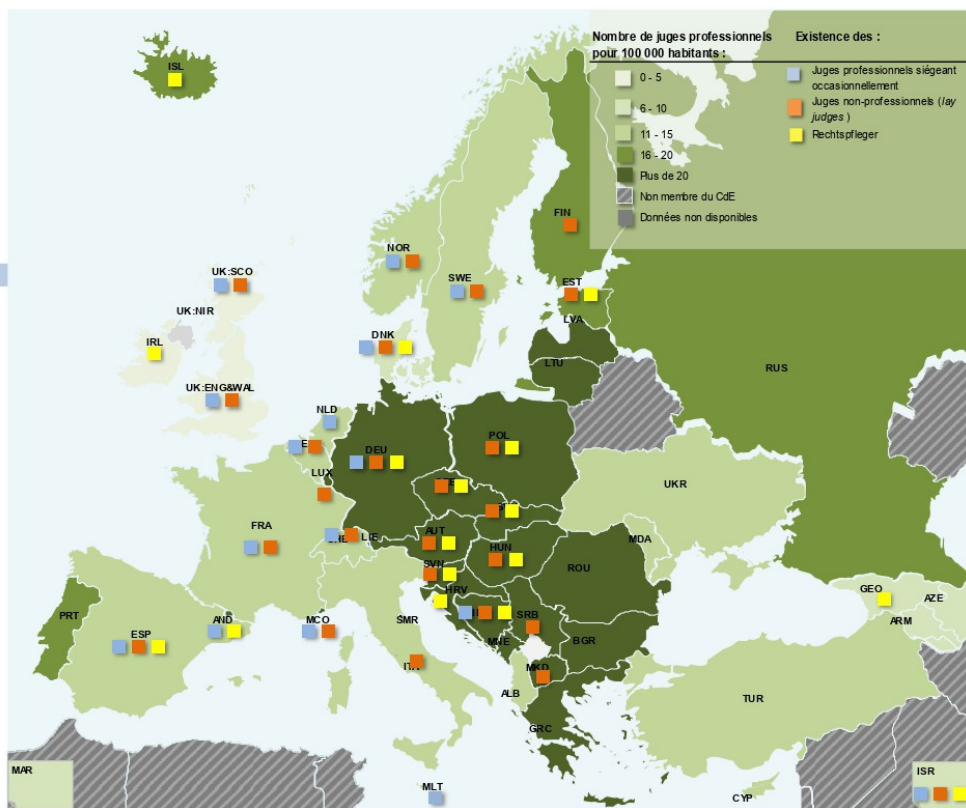 Nombre de juges professionnels
pour 100 000 habitants :
0 - 5
6 - 10
11 - 15
16 - 20
Plus de 20
Non membre du CdE
Données non disponibles
Existence des :
Juges professionnels siégeant
occasionnellement
Juges non-professionnels (lay
judges )
Rechtspfleger
ISL
FIN
NOR
SWE
UK:SCO
EST
UK:NIR
LVA
DNK
IRL
LTU
RUS
UK:ENG&WAL
NLD
POL
DEU
LUX
UKR
FRA
LIE
AUT
MDA
HUN
ROU
SVN
HRV
GEO
AZE
PRT
AND
MCO
SMR
SRB
ARM
ESP
MNE
BGR
MKD
ALB
TUR
GRC
MAR
ISR
MLT
CYP